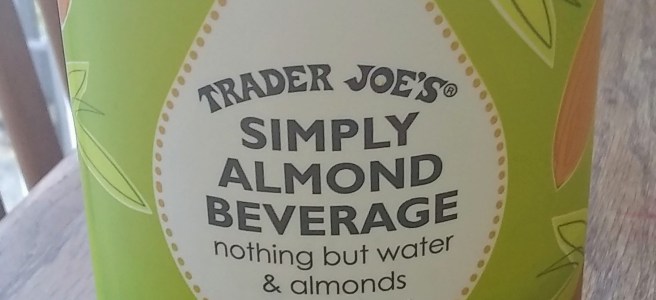 TRADER JOE'S®
SIMPLY
ALMOND
BEVERAGE
nothing but water
& almonds